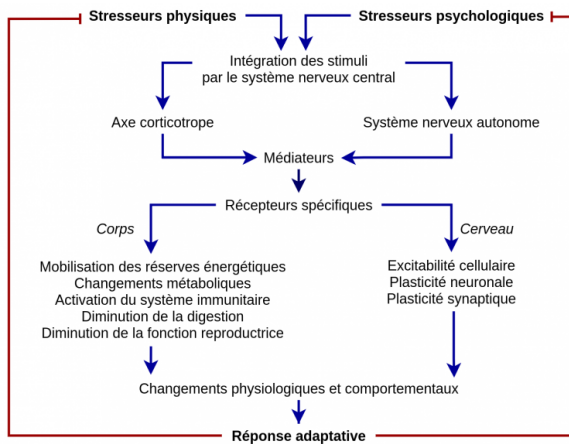 Stresseurs physiques
Stresseurs psychologiques
Intégration des stimuli
par le système nerveux central
Axe corticotrope
Système nerveux autonome
Médiateurs
Récepteurs spécifiques
Corps
Cerveau
Mobilisation des réserves énergétiques
Changements métaboliques
Activation du système immunitaire
Diminution de la digestion
Diminution de la fonction reproductrice
Excitabilité cellulaire
Plasticité neuronale
Plasticité synaptique
Changements physiologiques et comportementaux
Réponse adaptative